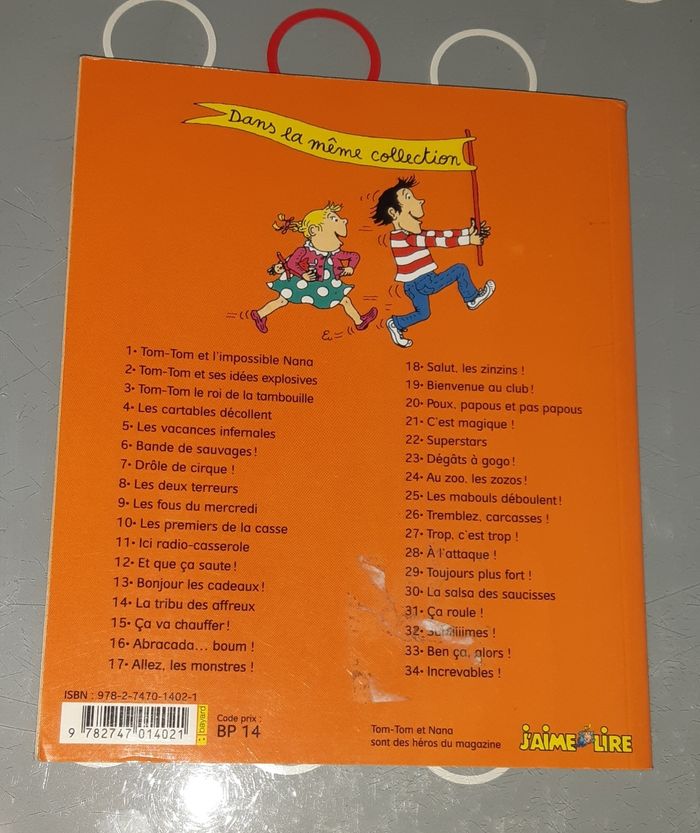 Dans la même collection
1• Tom-Tom et l'impossible Nana
2• Tom-Tom et ses idées explosives
3• Tom-Tom le roi de la tambouille
4• Les cartables décollent
5• Les vacances infernales
6• Bande de sauvages !
7• Drôle de cirque !
8• Les deux terreurs
9• Les fous du mercredi
10• Les premiers de la casse
11• Ici radio-casserole
12• Et que ça saute !
13• Bonjour les cadeaux !
14• La tribu des affreux
15• Ça va chauffer !
16• Abracada... boum !
17• Allez, les monstres !
18• Salut, les zinzins !
19• Bienvenue au club !
20• Poux, papous et pas papous
21• C'est magique !
22• Superstars
23• Dégâts à gogo !
24• Au zoo, les zozos !
25• Les mabouls déboulent !
26• Tremblez, carcasses !
27• Trop, c'est trop !
28• À l'attaque !
29• Toujours plus fort !
30• La salsa des saucisses
31• Ça roule !
32•
33• Ben ça, alors !
34• Increvables !
ISBN : 978-2-7470-1402-1
9 782747 014021
bayard
Code prix :
BP 14
Tom-Tom et Nana
sont des héros du magazine
J'AIME LIRE